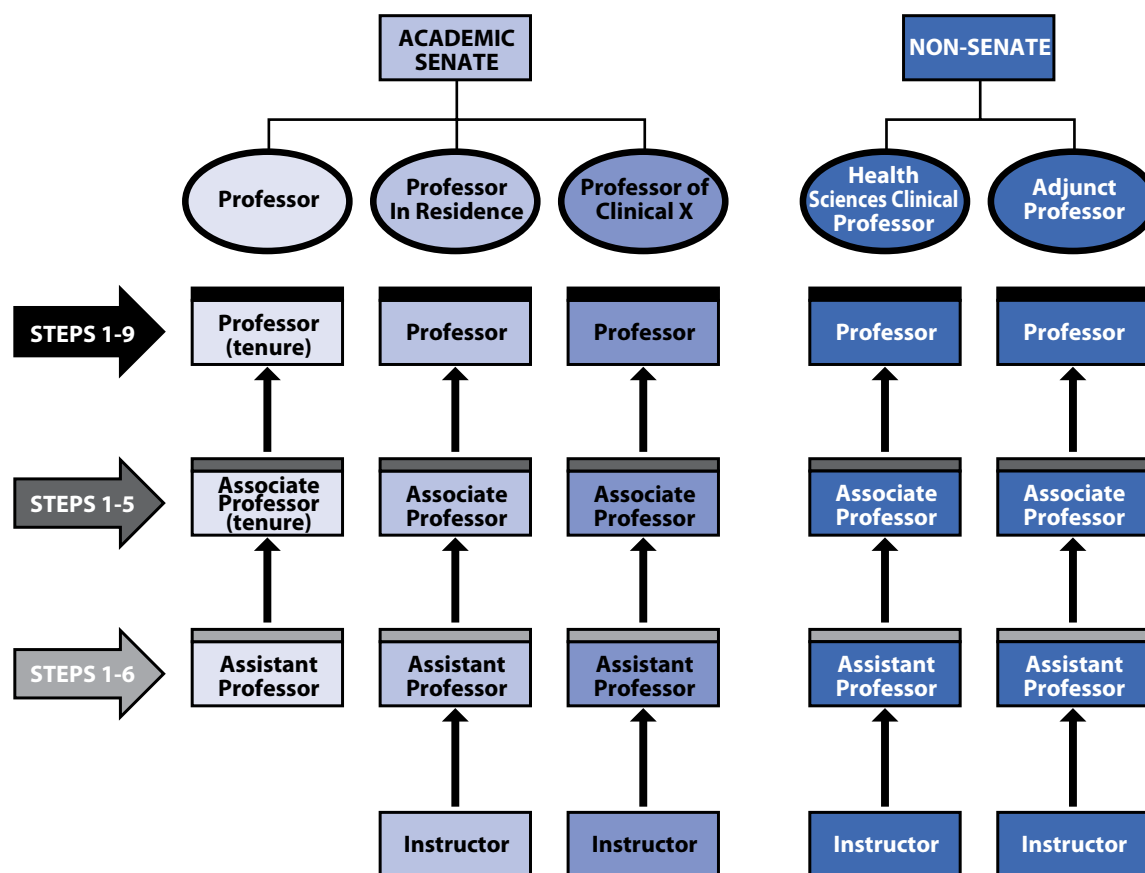 ACADEMIC
SENATE
NON-SENATE
Professor
Professor
In Residence
Professor of
Clinical X
Health
Sciences Clinical
Professor
Adjunct
Professor
STEPS 1-9
Professor
(tenure)
Professor
Professor
Professor
Professor
STEPS 1-5
Associate
Professor
(tenure)
Associate
Professor
Associate
Professor
Associate
Professor
Associate
Professor
STEPS 1-6
Assistant
Professor
Assistant
Professor
Assistant
Professor
Assistant
Professor
Assistant
Professor
Instructor
Instructor
Instructor
Instructor